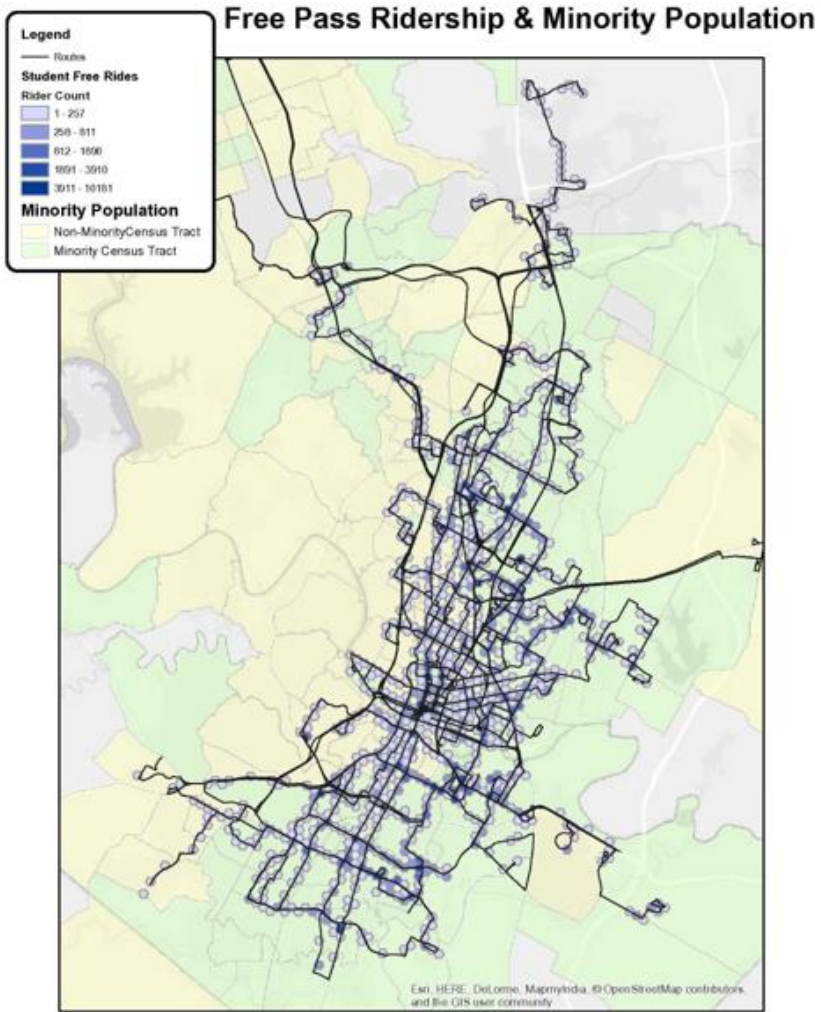 Free Pass Ridership & Minority Population
Legend
Routes
Student Free Rides
Rider Count
1 - 257
258 - 811
812 - 1890
1891 - 3910
3911 - 10161
Minority Population
Non-MinorityCensus Tract
Minority Census Tract
Esri, HERE, DeLorme, MapmyIndia, © OpenStreetMap contributors,
and the GIS user community